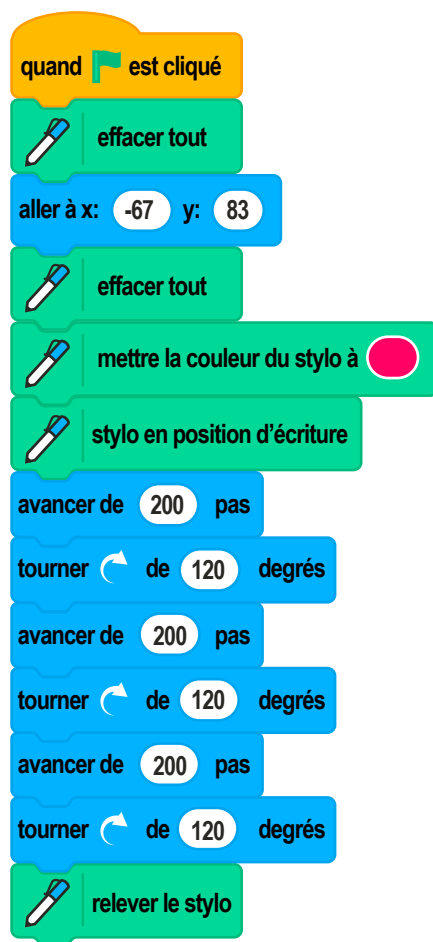 quand est cliqué
effacer tout
aller à x: -67 y: 83
effacer tout
mettre la couleur du stylo à
stylo en position d’écriture
avancer de 200 pas
tourner de 120 degrés
avancer de 200 pas
tourner de 120 degrés
avancer de 200 pas
tourner de 120 degrés
relever le stylo